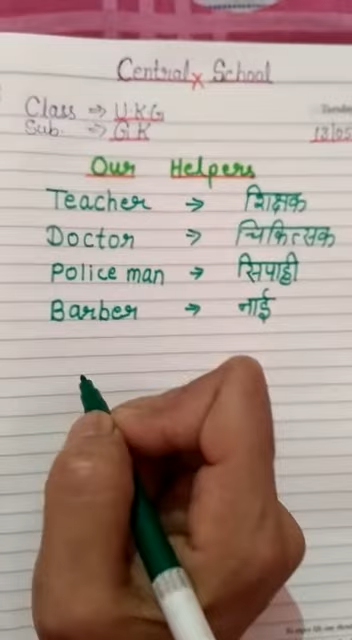 Central x School
Class → U.K.G
Sub. → G.K
Our Helpers
Teacher → शिक्षक
Doctor → चिकित्सक
Police man → सिपाही
Barber → नाई